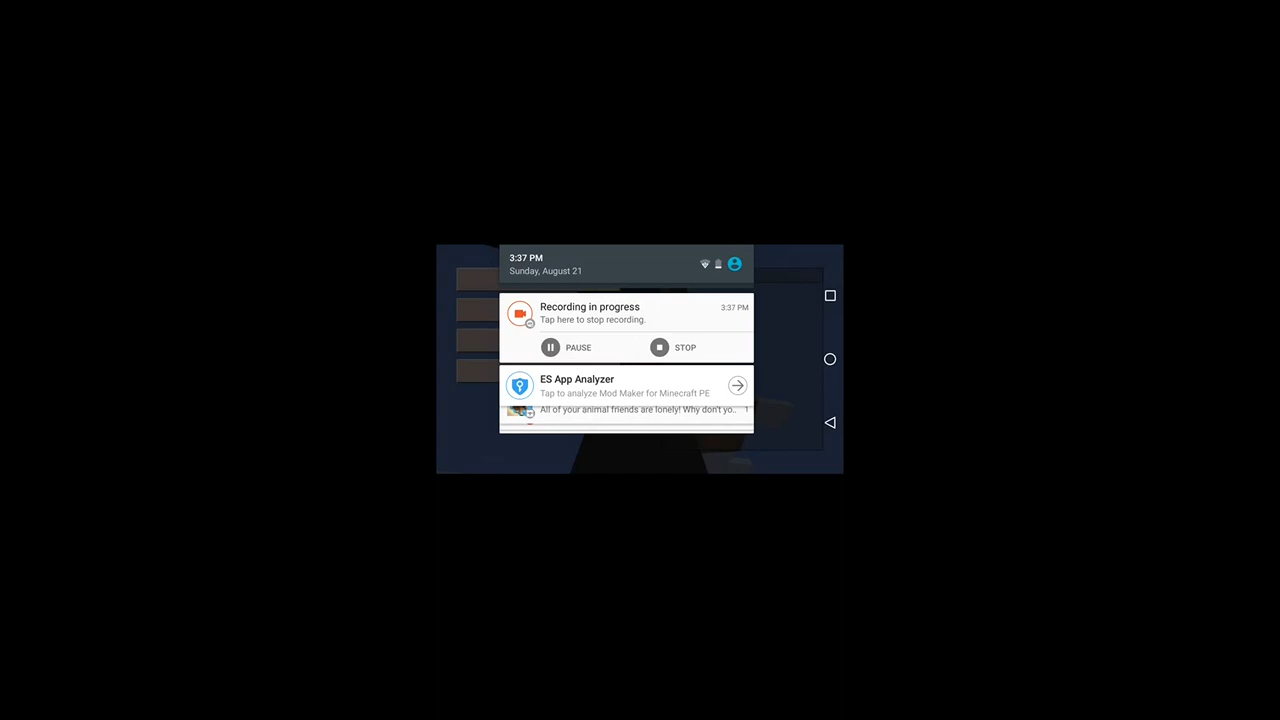 3:37 PM
Sunday, August 21
Recording in progress
3:37 PM
Tap here to stop recording.
PAUSE
STOP
ES App Analyzer
Tap to analyze Mod Maker for Minecraft PE
All of your animal friends are lonely! Why don't yo..